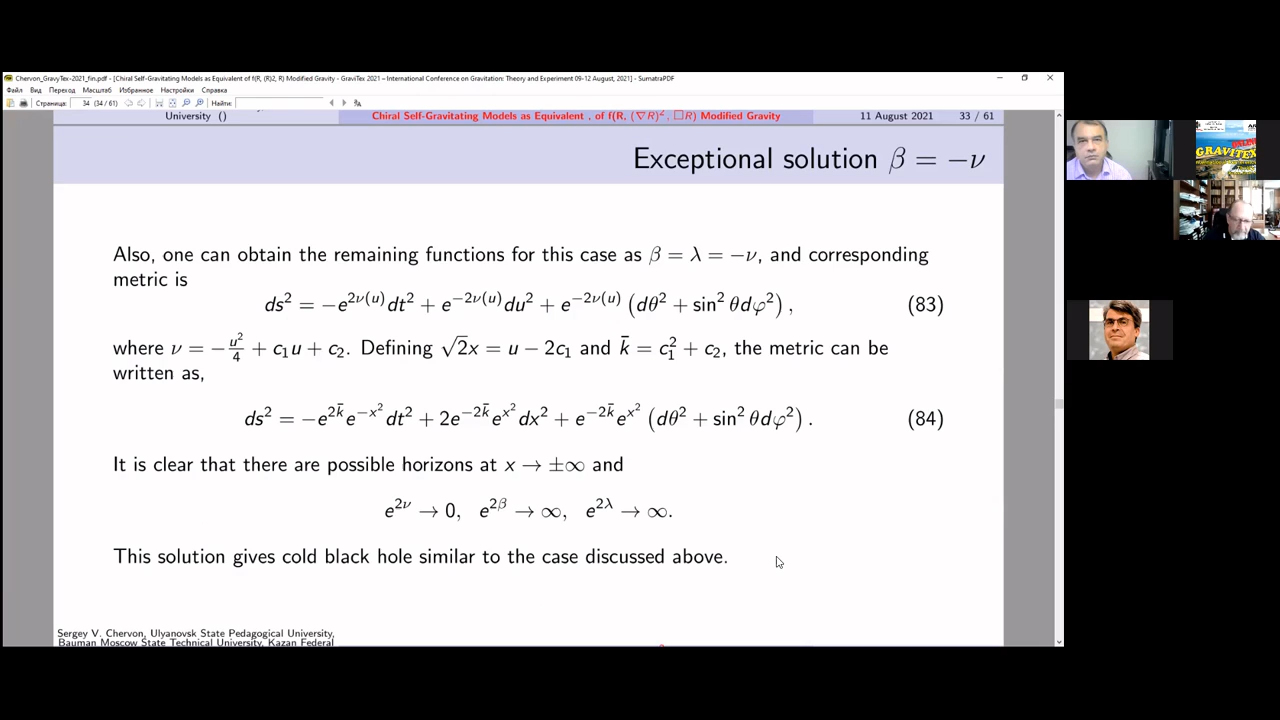 Chervon_GravyTex-2021_fin.pdf - [Chiral Self-Gravitating Models as Equivalent of f(R, (∇R)2, R) Modified Gravity - GraviTex 2021 – International Conference on Gravitation: Theory and Experiment 09-12 August, 2021] - SumatraPDF
Файл Вид Переход Масштаб Избранное Настройки Справка
Страница: 34 (34 / 61) Найти:
University () Chiral Self-Gravitating Models as Equivalent , of f(R, (∇R)², □R) Modified Gravity 11 August 2021 33 / 61
Exceptional solution β = −ν
Also, one can obtain the remaining functions for this case as β = λ = −ν, and corresponding
metric is
ds² = −e^{2ν(u)}dt² + e^{−2ν(u)}du² + e^{−2ν(u)} (dθ² + sin² θdφ²) , (83)
where ν = −u²/4 + c₁u + c₂. Defining √2x = u − 2c₁ and k̄ = c₁² + c₂, the metric can be
written as,
ds² = −e^{2k̄}e^{−x²}dt² + 2e^{−2k̄}e^{x²}dx² + e^{−2k̄}e^{x²} (dθ² + sin² θdφ²) . (84)
It is clear that there are possible horizons at x → ±∞ and
e^{2ν} → 0, e^{2β} → ∞, e^{2λ} → ∞.
This solution gives cold black hole similar to the case discussed above.
Sergey V. Chervon, Ulyanovsk State Pedagogical University,
Bauman Moscow State Technical University, Kazan Federal
GRAVITEX